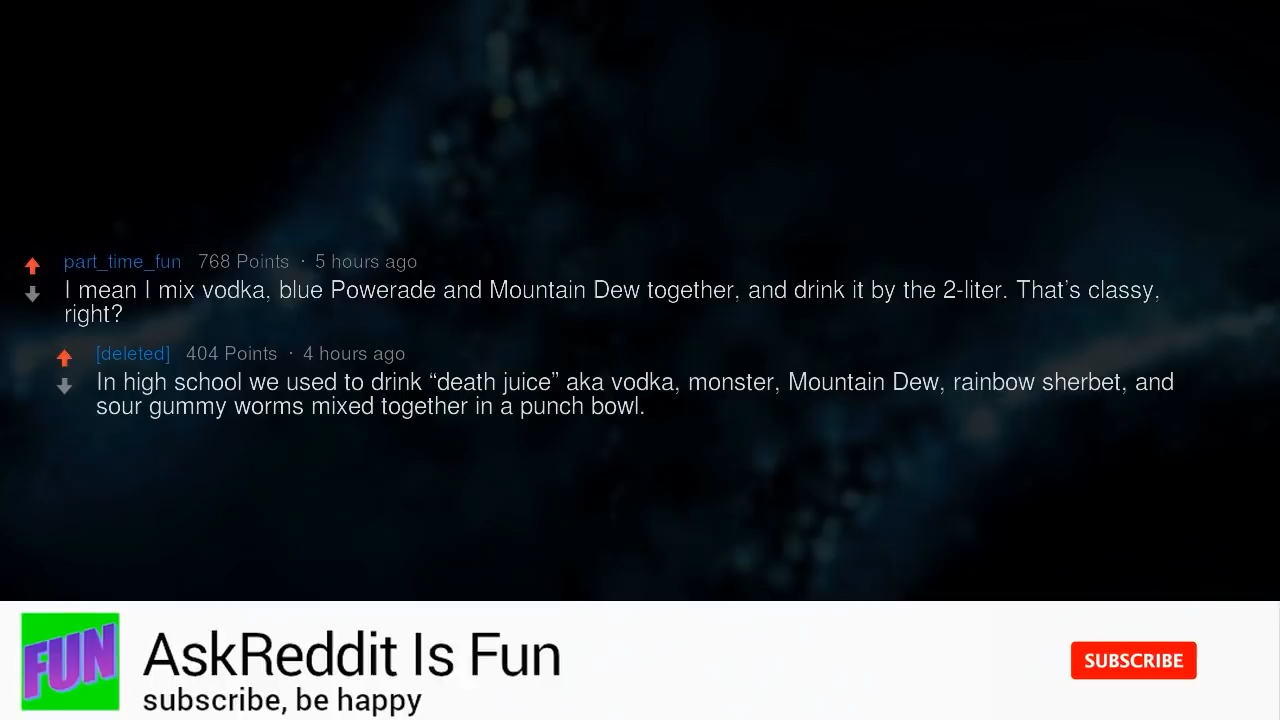 part_time_fun 768 Points · 5 hours ago
I mean I mix vodka, blue Powerade and Mountain Dew together, and drink it by the 2-liter. That's classy,
right?
[deleted] 404 Points · 4 hours ago
In high school we used to drink “death juice” aka vodka, monster, Mountain Dew, rainbow sherbet, and
sour gummy worms mixed together in a punch bowl.
FUN
AskReddit Is Fun
subscribe, be happy
SUBSCRIBE